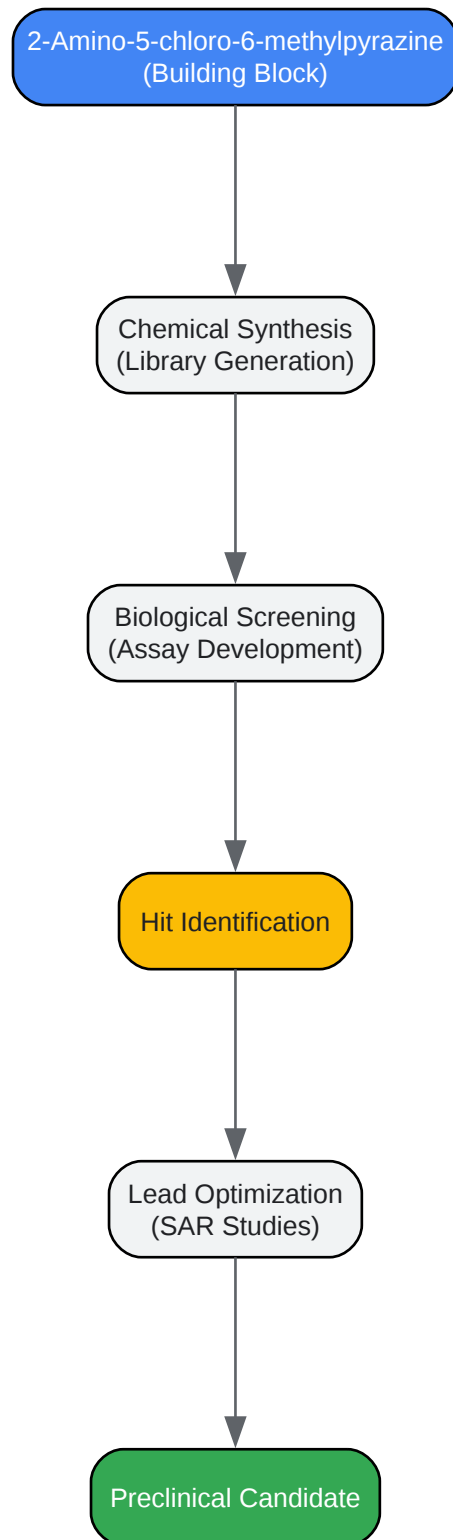 2-Amino-5-chloro-6-methylpyrazine
(Building Block)
Chemical Synthesis
(Library Generation)
Biological Screening
(Assay Development)
Hit Identification
Lead Optimization
(SAR Studies)
Preclinical Candidate